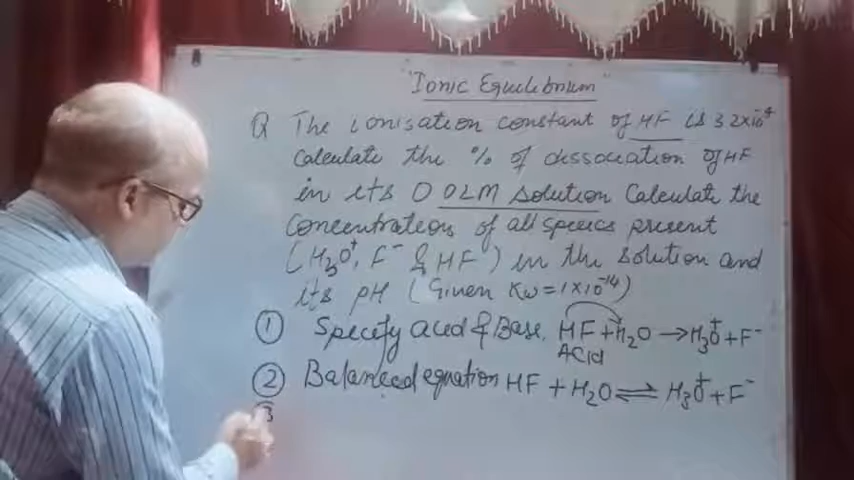 Ionic Equilibrium
Q The ionisation constant of HF is 3.2x10⁻⁴
Calculate the % of dissociation of HF
in its 0.02M solution Calculate the
concentrations of all species present
(H₃O⁺, F⁻ & HF) in the solution and
its pH (Given Kw=1x10⁻¹⁴)
① Specify acid & Base. HF+H₂O→H₃O⁺+F⁻
ACID
② Balanced equation HF + H₂O ⇌ H₃O⁺+F⁻
3